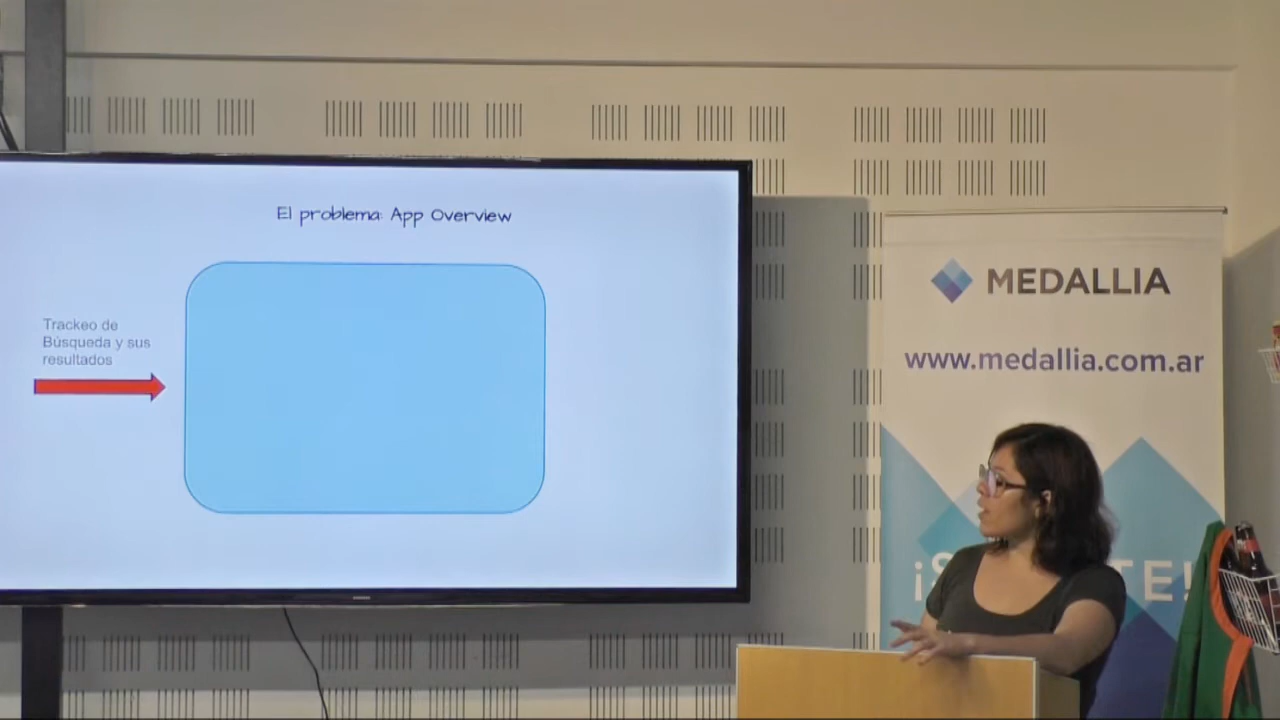 El problema: App Overview
Trackeo de
Búsqueda y sus
resultados
MEDALLIA
www.medallia.com.ar